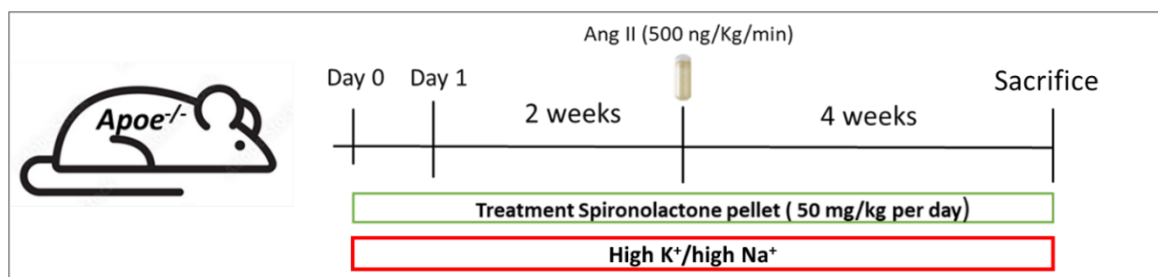 Ang II (500 ng/Kg/min)
Day 0 Day 1
Sacrifice
Apoe-/-
2 weeks
4 weeks
Treatment Spironolactone pellet ( 50 mg/kg per day)
High K+/high Na+